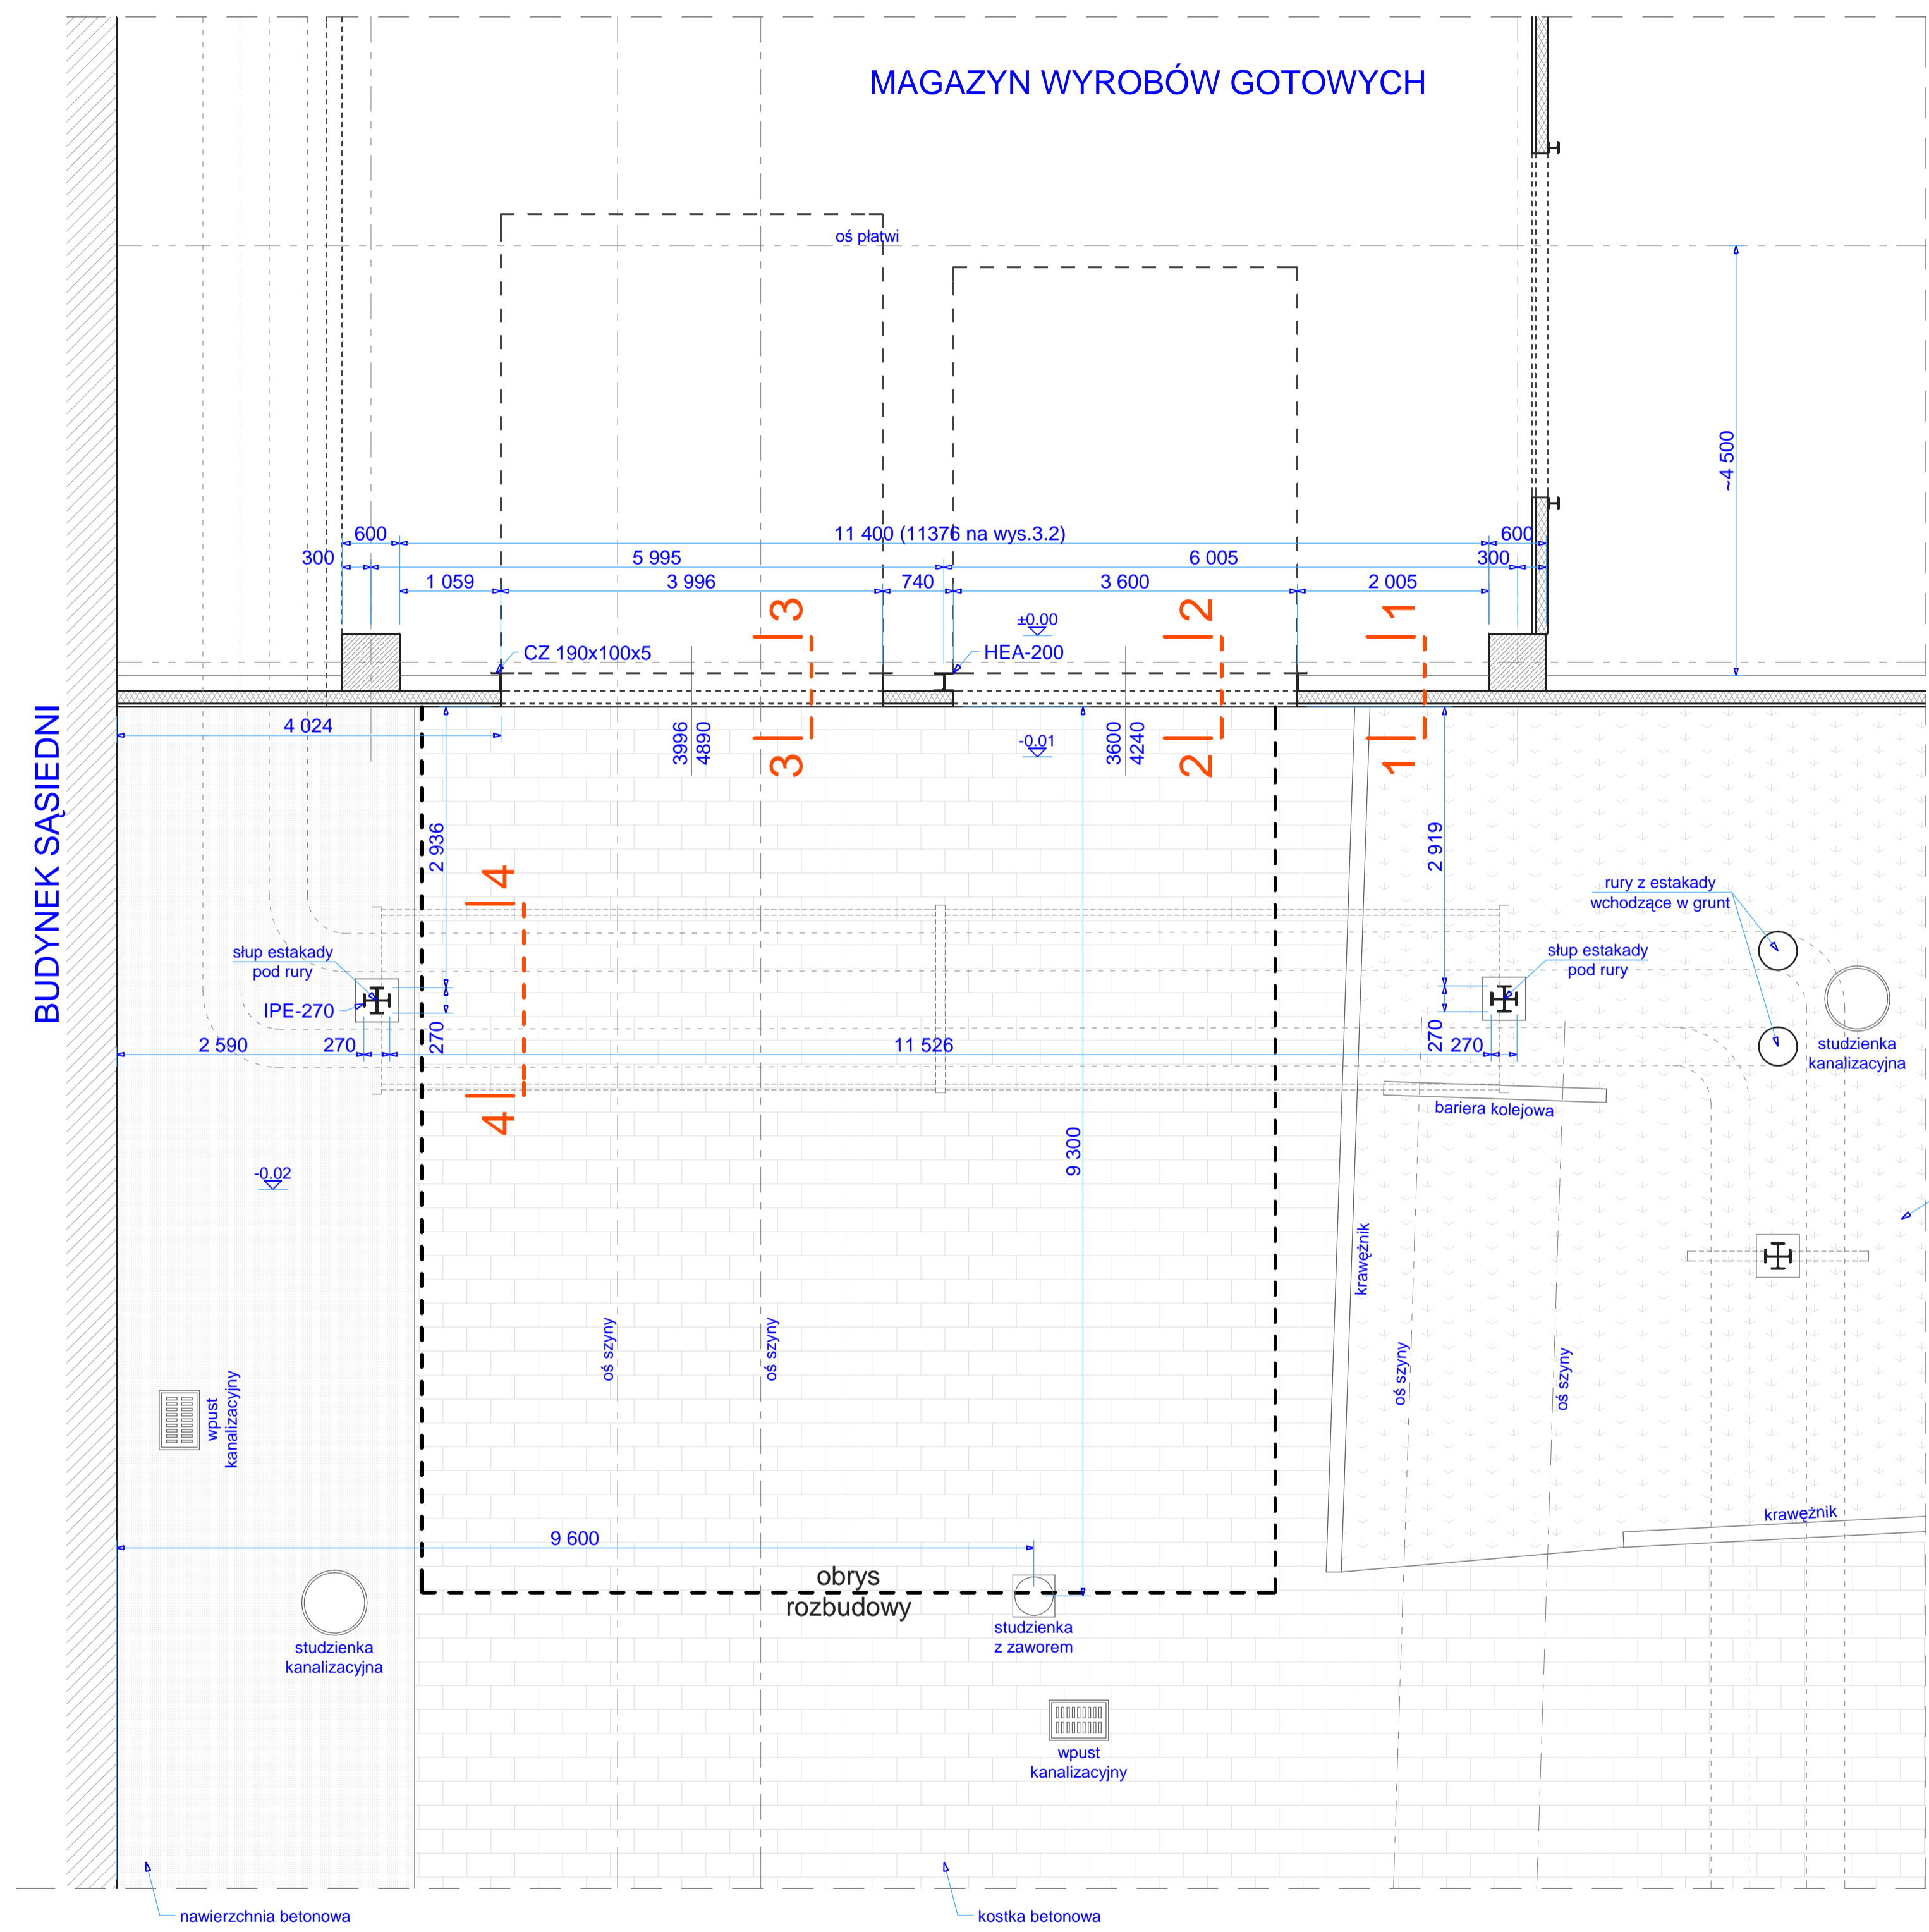 MAGAZYN WYROBÓW GOTOWYCH
oś płatwi
~4 500
600
11 400 (11376 na wys.3.2)
600
300
5 995
6 005
300
1 059
3 996
740
3 600
2 005
3
2
1
±0.00
CZ 190x100x5
HEA-200
BUDYNEK SĄSIEDNI
4 024
3996
4890
3
-0.01
3600
4240
2
1
2 936
2 919
4
rury z estakady
wchodzące w grunt
słup estakady
pod rury
słup estakady
pod rury
IPE-270
2 590
270
270
11 526
270
270
studzienka
kanalizacyjna
bariera kolejowa
4
9 300
-0.02
krawężnik
oś szyny
oś szyny
oś szyny
oś szyny
wpust
kanalizacyjny
krawężnik
9 600
obrys
rozbudowy
studzienka
z zaworem
studzienka
kanalizacyjna
wpust
kanalizacyjny
nawierzchnia betonowa
kostka betonowa